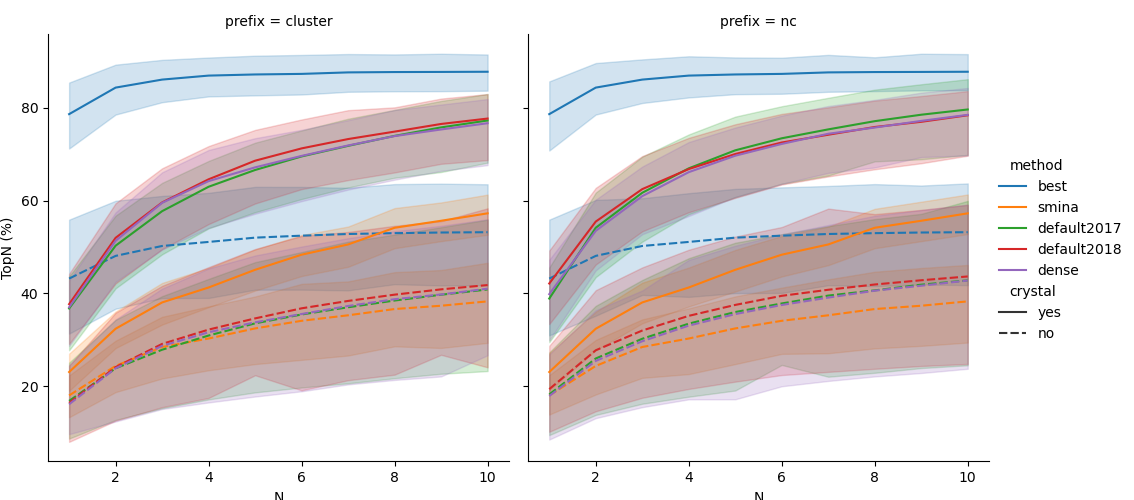 prefix = cluster
prefix = nc
TopN (%)
80
60
40
20
2
4
6
8
10
2
4
6
8
10
N
N
method
best
smina
default2017
default2018
dense
crystal
yes
no